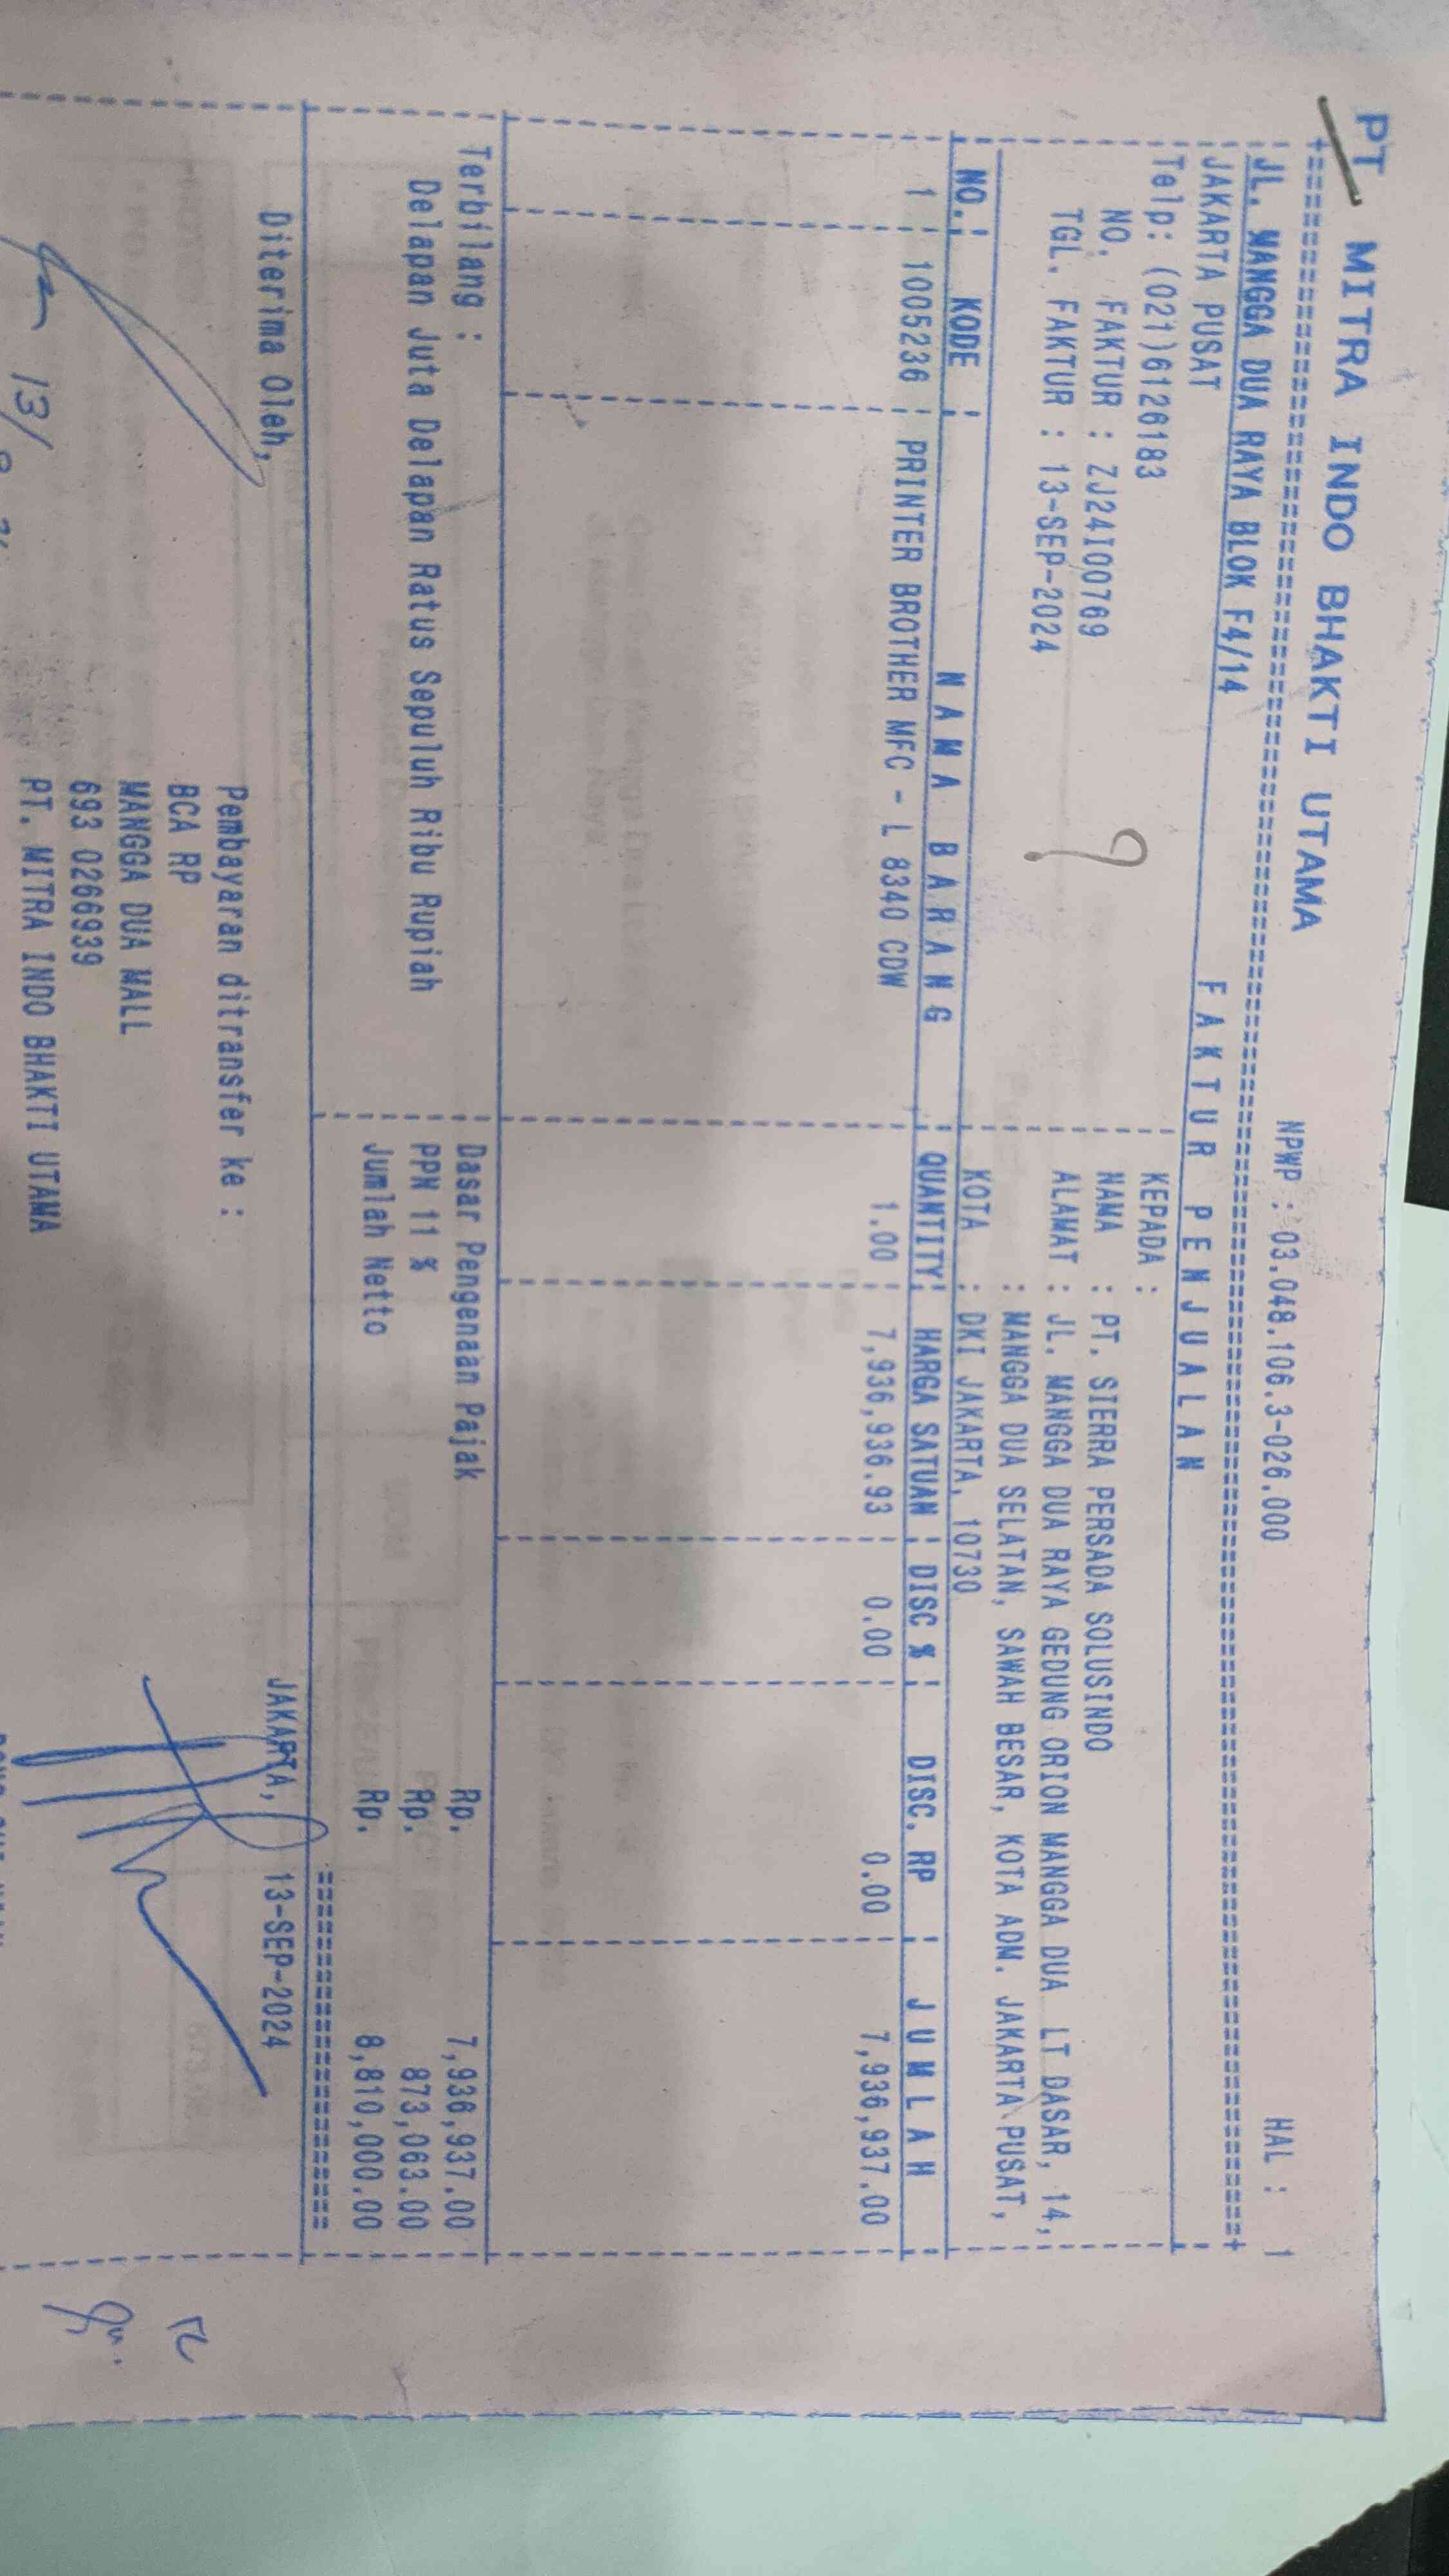 PT. MITRA INDO BHAKTI UTAMA
NPWP : 03.048.106.3-026.000 HAL : 1
JL. MANGGA DUA RAYA BLOK F4/14 F A K T U R P E N J U A L A N
JAKARTA PUSAT
Telp: (021)6126183
NO. FAKTUR : ZJ24I00769
TGL. FAKTUR : 13-SEP-2024
KEPADA :
NAMA : PT. SIERRA PERSADA SOLUSINDO
ALAMAT : JL. MANGGA DUA RAYA GEDUNG ORION MANGGA DUA LT DASAR, 14,
: MANGGA DUA SELATAN, SAWAH BESAR, KOTA ADM. JAKARTA PUSAT,
KOTA : DKI JAKARTA, 10730
NO. KODE N A M A B A R A N G QUANTITY HARGA SATUAN DISC % DISC. RP J U M L A H
1 1005236 PRINTER BROTHER MFC - L 8340 CDW 1.00 7,936,936.93 0.00 0.00 7,936,937.00
Terbilang :
Delapan Juta Delapan Ratus Sepuluh Ribu Rupiah
Dasar Pengenaan Pajak Rp. 7,936,937.00
PPN 11 % Rp. 873,063.00
Jumlah Netto Rp. 8,810,000.00
Diterima Oleh,
13/
Pembayaran ditransfer ke :
BCA RP
MANGGA DUA MALL
693 0266939
PT. MITRA INDO BHAKTI UTAMA
JAKARTA, 13-SEP-2024